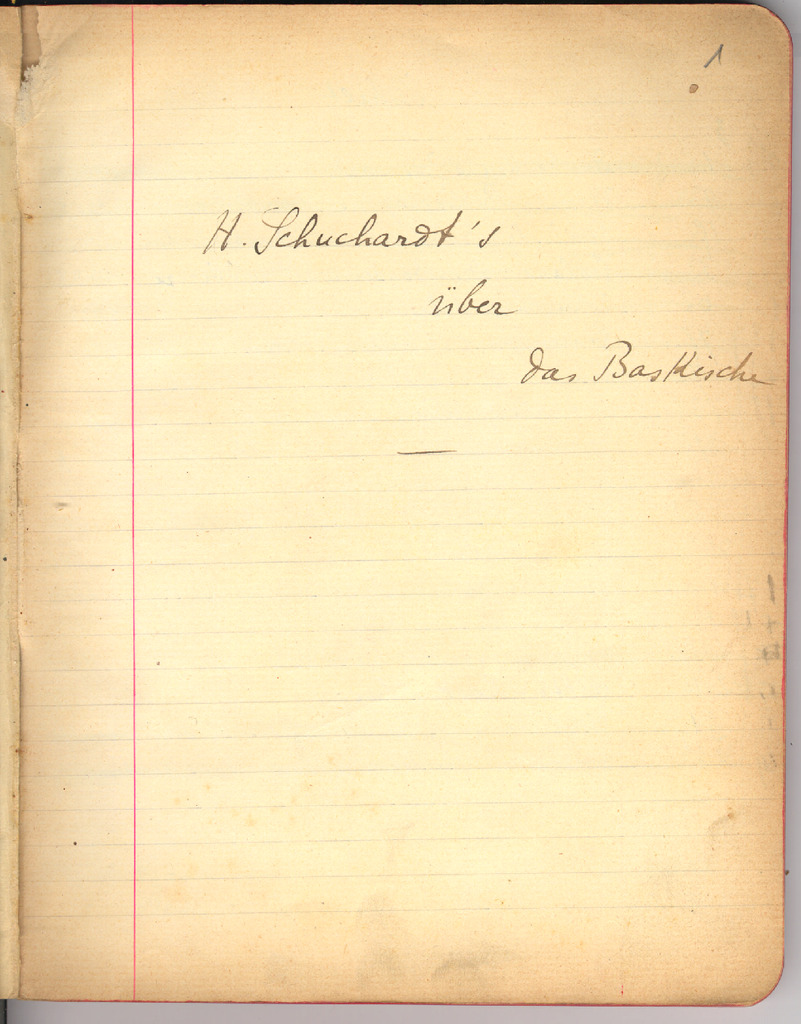 1
H. Schuchardt's
über
das Baskische